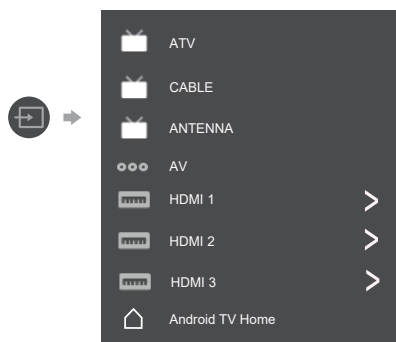 ATV
CABLE
ANTENNA
AV
HDMI 1
HDMI 2
HDMI 3
Android TV Home